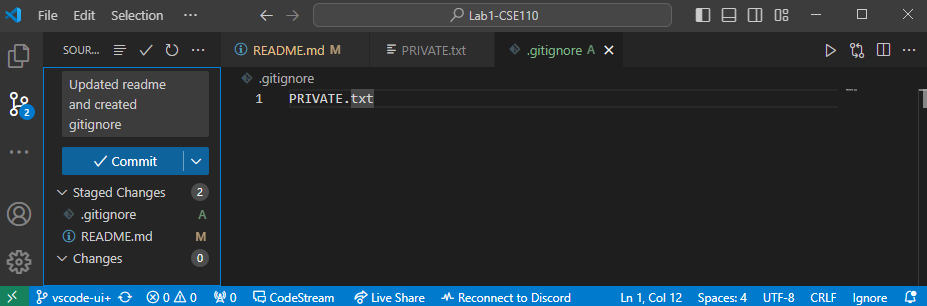 File Edit Selection ... Lab1-CSE110
SOUR... ...
README.md M PRIVATE.txt .gitignore A ...
.gitignore
1 PRIVATE.txt
Updated readme
and created
gitignore
Commit
Staged Changes 2
.gitignore A
README.md M
Changes 0
2
...
vscode-ui+ 0 0 0 CodeStream Live Share Reconnect to Discord Ln 1, Col 12 Spaces: 4 UTF-8 CRLF Ignore